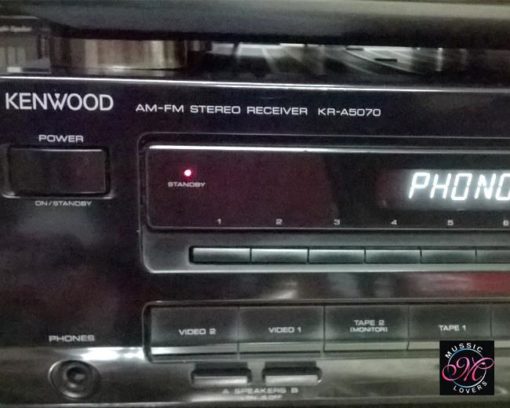 KENWOOD
AM-FM STEREO RECEIVER KR-A5070
POWER
ON/STANDBY
STANDBY
PHONO
1 2 3 4 5 6
VIDEO 2 VIDEO 1 TAPE 2 TAPE 1
(MONITOR)
PHONES
A SPEAKERS B
MUSSIC
M
LOVERS